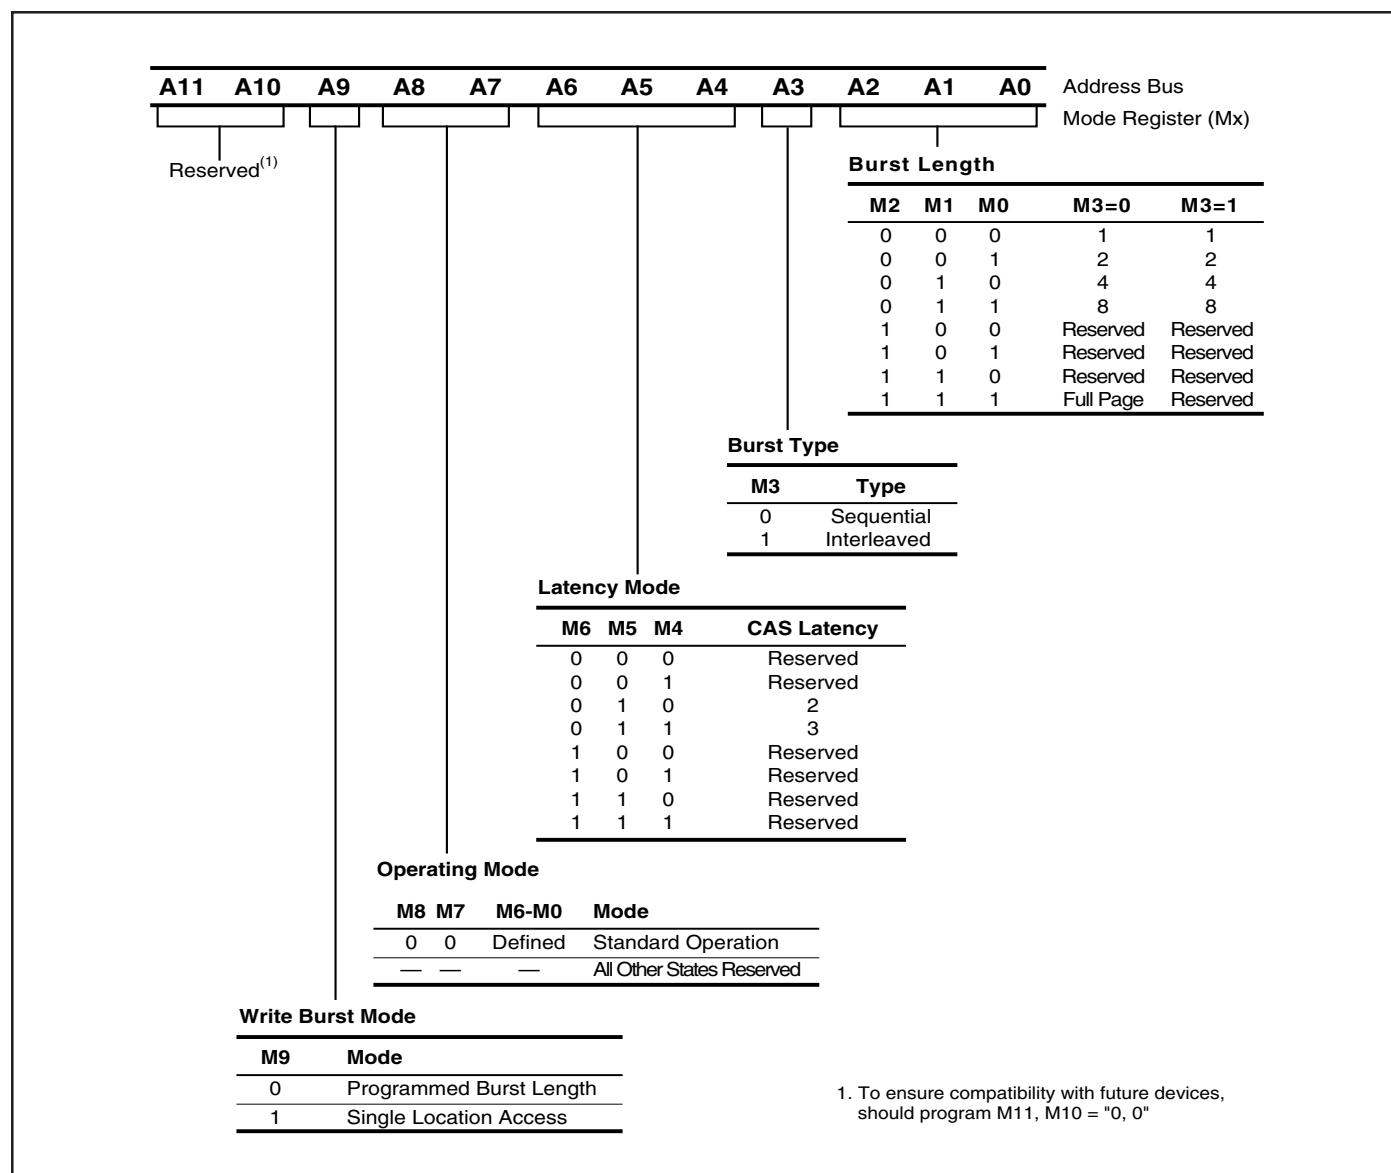 A11 A10 A9 A8 A7 A6 A5 A4 A3 A2 A1 A0 Address Bus
Mode Register (Mx)
Reserved(1)
Burst Length
M2 M1 M0 M3=0 M3=1
0 0 0 1 1
0 0 1 2 2
0 1 0 4 4
0 1 1 8 8
1 0 0 Reserved Reserved
1 0 1 Reserved Reserved
1 1 0 Reserved Reserved
1 1 1 Full Page Reserved
Burst Type
M3 Type
0 Sequential
1 Interleaved
Latency Mode
M6 M5 M4 CAS Latency
0 0 0 Reserved
0 0 1 Reserved
0 1 0 2
0 1 1 3
1 0 0 Reserved
1 0 1 Reserved
1 1 0 Reserved
1 1 1 Reserved
Operating Mode
M8 M7 M6-M0 Mode
0 0 Defined Standard Operation
— — — All Other States Reserved
Write Burst Mode
M9 Mode
0 Programmed Burst Length
1 Single Location Access
1. To ensure compatibility with future devices,
should program M11, M10 = "0, 0"